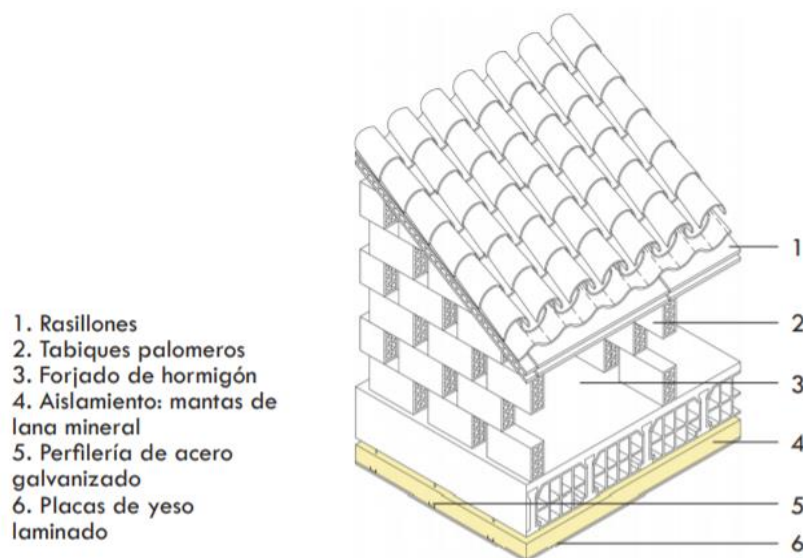 1. Rasillones
2. Tabiques palomeros
3. Forjado de hormigón
4. Aislamiento: mantas de
lana mineral
5. Perfilería de acero
galvanizado
6. Placas de yeso
laminado
1
2
3
4
5
6